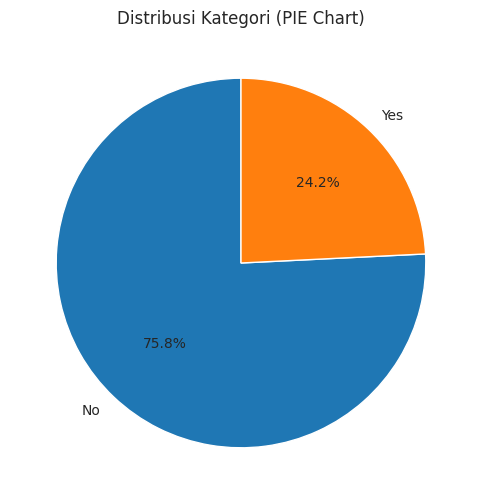 Distribusi Kategori (PIE Chart)
Yes
24.2%
75.8%
No